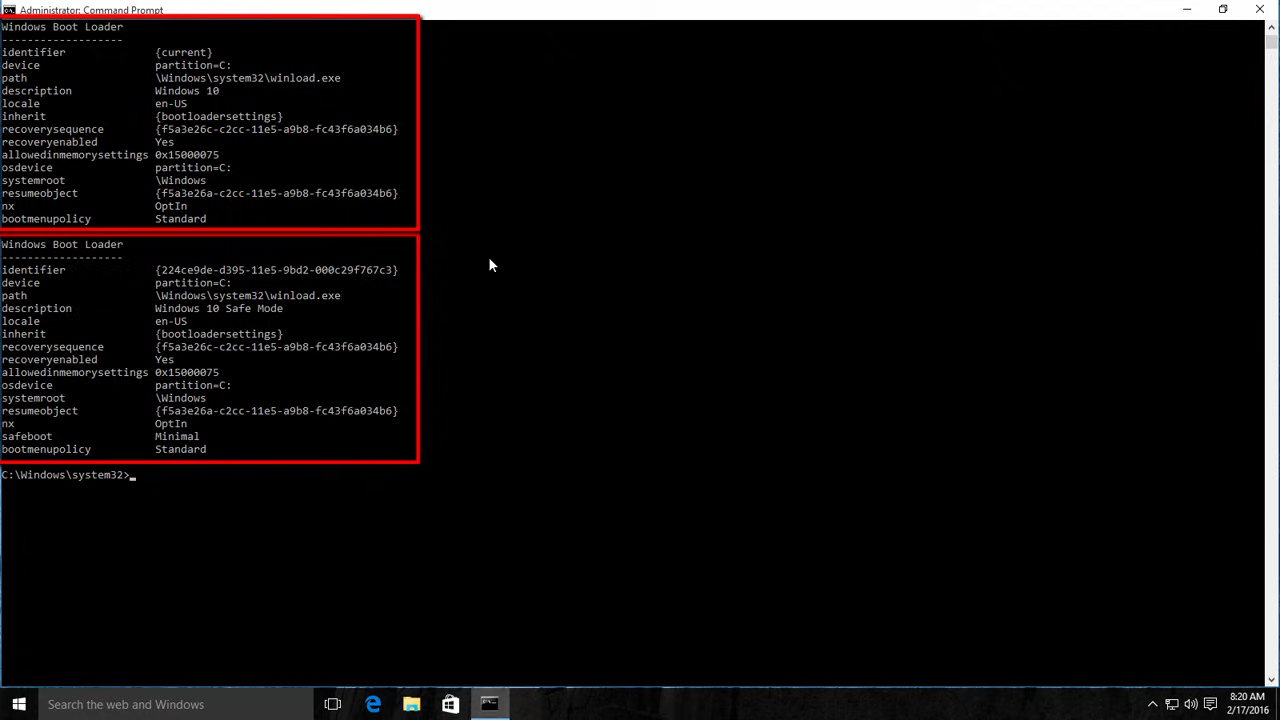 Administrator: Command Prompt
Windows Boot Loader
-------------------
identifier {current}
device partition=C:
path \Windows\system32\winload.exe
description Windows 10
locale en-US
inherit {bootloadersettings}
recoverysequence {f5a3e26c-c2cc-11e5-a9b8-fc43f6a034b6}
recoveryenabled Yes
allowedinmemorysettings 0x15000075
osdevice partition=C:
systemroot \Windows
resumeobject {f5a3e26a-c2cc-11e5-a9b8-fc43f6a034b6}
nx OptIn
bootmenupolicy Standard
Windows Boot Loader
-------------------
identifier {224ce9de-d395-11e5-9bd2-000c29f767c3}
device partition=C:
path \Windows\system32\winload.exe
description Windows 10 Safe Mode
locale en-US
inherit {bootloadersettings}
recoverysequence {f5a3e26c-c2cc-11e5-a9b8-fc43f6a034b6}
recoveryenabled Yes
allowedinmemorysettings 0x15000075
osdevice partition=C:
systemroot \Windows
resumeobject {f5a3e26a-c2cc-11e5-a9b8-fc43f6a034b6}
nx OptIn
safeboot Minimal
bootmenupolicy Standard
C:\Windows\system32>_
Search the web and Windows
8:20 AM
2/17/2016